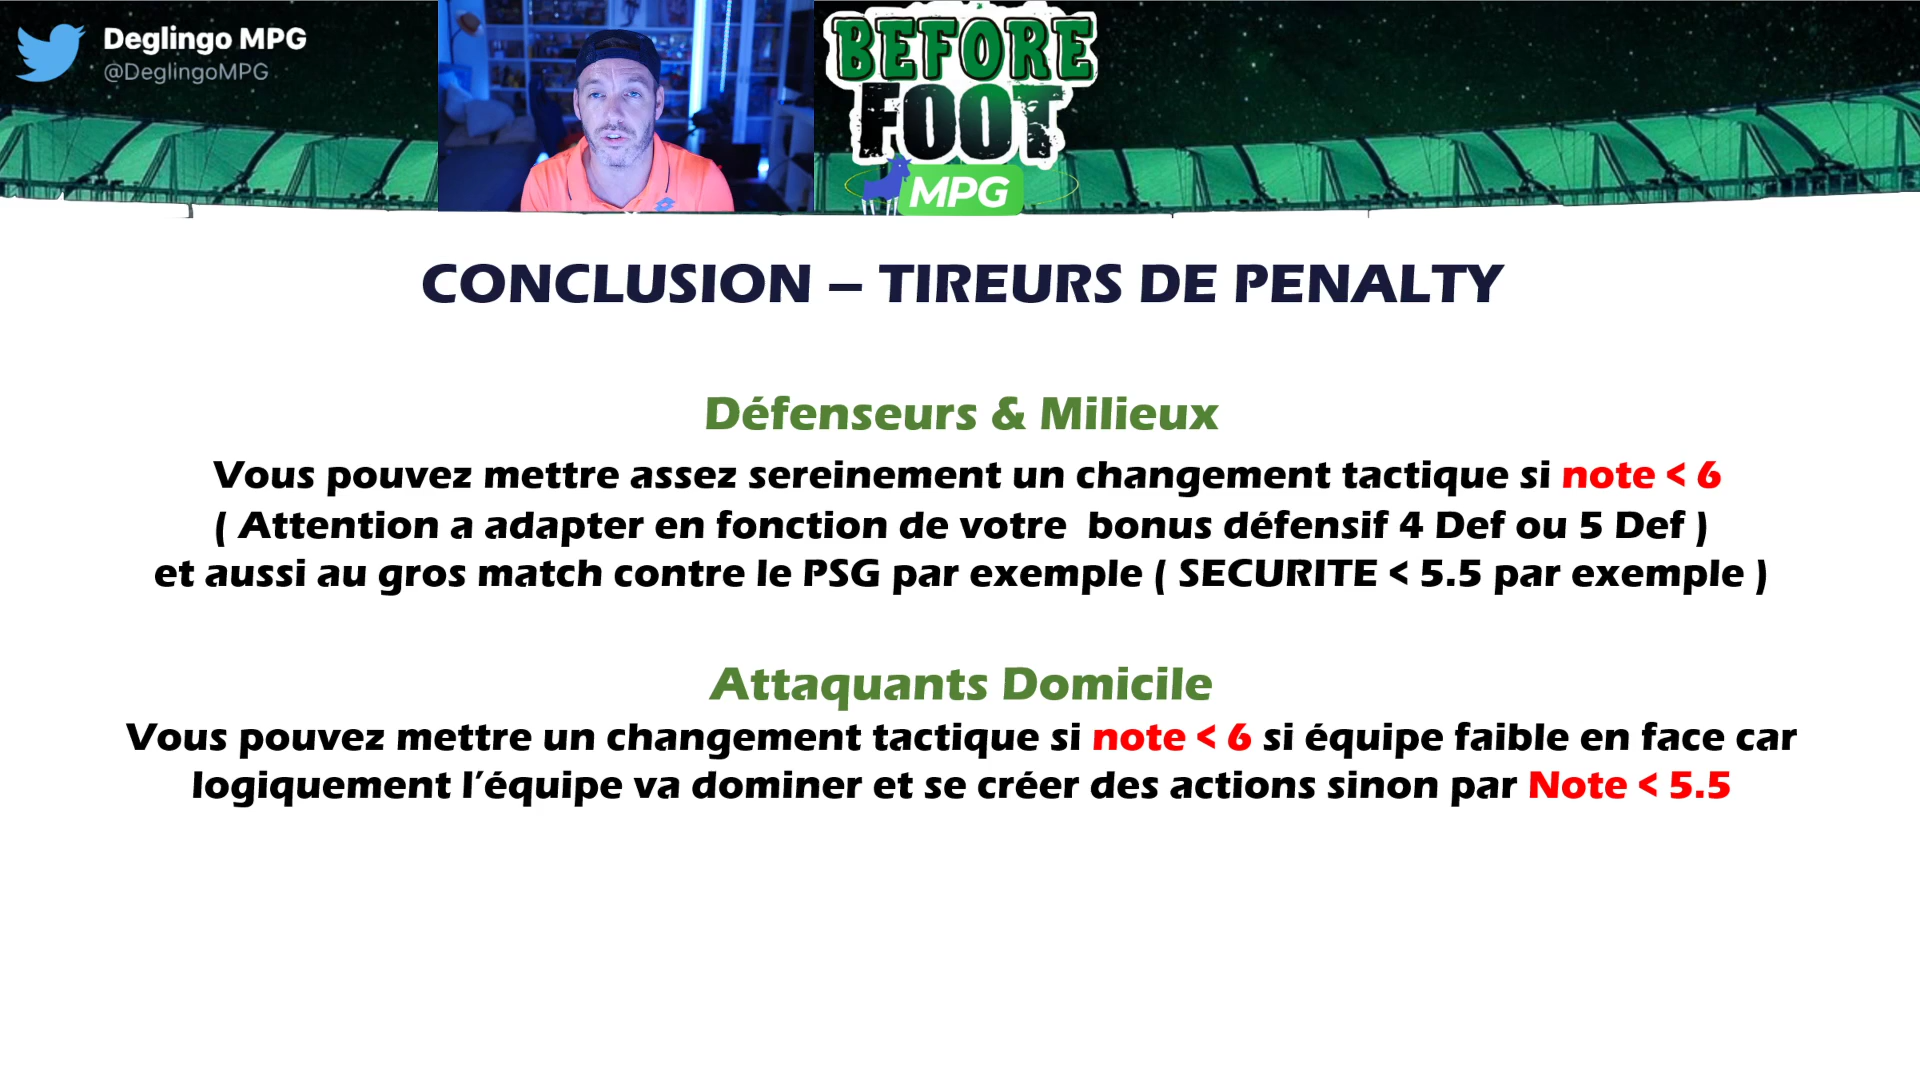 Deglingo MPG
@DeglingoMPG
BEFORE
FOOT
MPG
CONCLUSION – TIREURS DE PENALTY
Défenseurs & Milieux
Vous pouvez mettre assez sereinement un changement tactique si note < 6
( Attention a adapter en fonction de votre bonus défensif 4 Def ou 5 Def )
et aussi au gros match contre le PSG par exemple ( SECURITE < 5.5 par exemple )
Attaquants Domicile
Vous pouvez mettre un changement tactique si note < 6 si équipe faible en face car
logiquement l’équipe va dominer et se créer des actions sinon par Note < 5.5